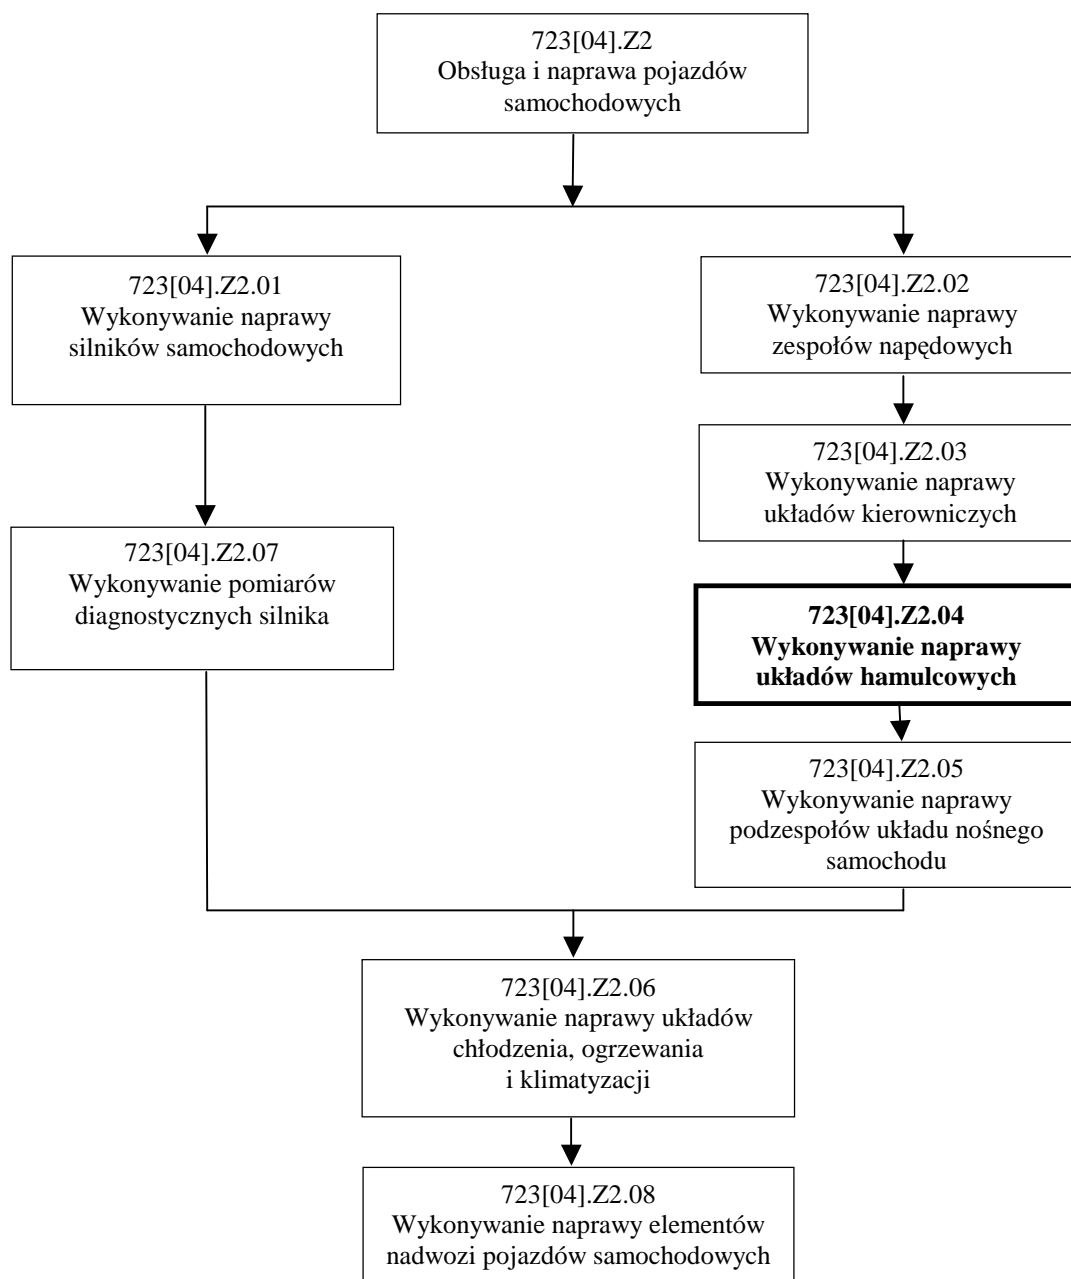 723[04].Z2
Obsługa i naprawa pojazdów
samochodowych
723[04].Z2.01
Wykonywanie naprawy
silników samochodowych
723[04].Z2.02
Wykonywanie naprawy
zespołów napędowych
723[04].Z2.03
Wykonywanie naprawy
układów kierowniczych
723[04].Z2.07
Wykonywanie pomiarów
diagnostycznych silnika
723[04].Z2.04
Wykonywanie naprawy
układów hamulcowych
723[04].Z2.05
Wykonywanie naprawy
podzespołów układu nośnego
samochodu
723[04].Z2.06
Wykonywanie naprawy układów
chłodzenia, ogrzewania
i klimatyzacji
723[04].Z2.08
Wykonywanie naprawy elementów
nadwozi pojazdów samochodowych